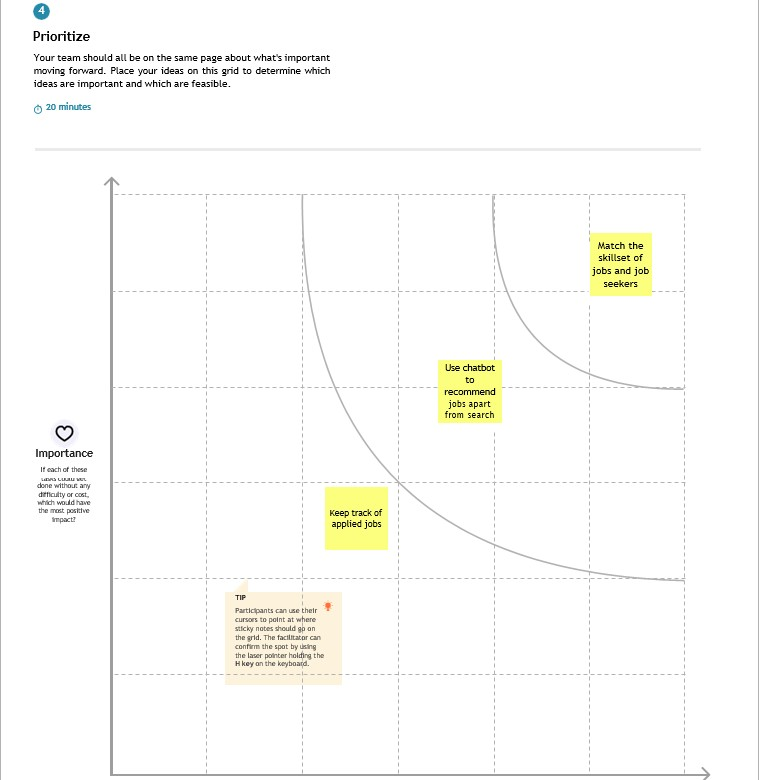 4
Prioritize
Your team should all be on the same page about what's important
moving forward. Place your ideas on this grid to determine which
ideas are important and which are feasible.
20 minutes
Match the
skillset of
jobs and job
seekers
Use chatbot
to
recommend
jobs apart
from search
Importance
If each of these
tasks could get
done without any
difficulty or cost,
which would have
the most positive
impact?
Keep track of
applied jobs
TIP
Participants can use their
cursors to point at where
sticky notes should go on
the grid. The facilitator can
confirm the spot by using
the laser pointer holding the
H key on the keyboard.